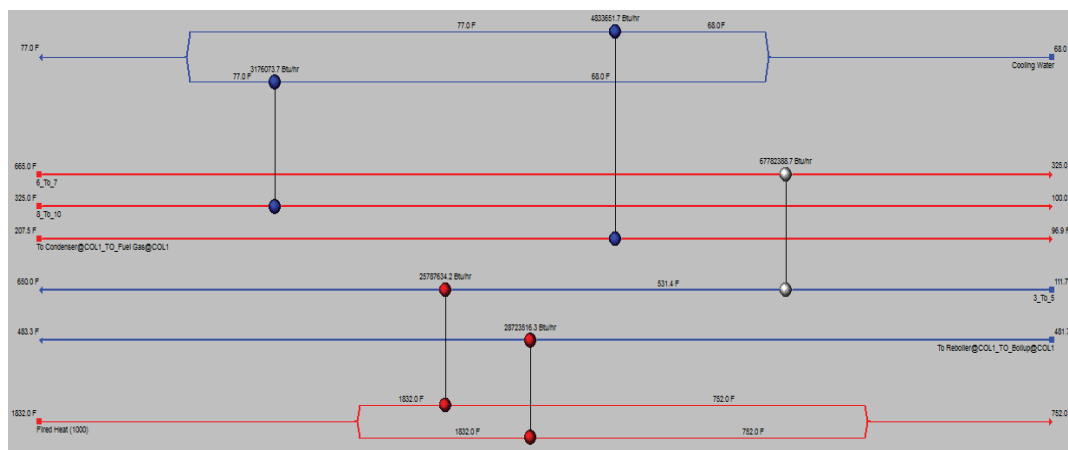 77.0 F
4833651.7 Btu/hr
68.0 F
77.0 F
68.0
Cooling Water
3176073.7 Btu/hr
77.0 F
68.0 F
67782388.7 Btu/hr
665.0 F
325.0
6_To_7
325.0 F
100.0
8_To_10
207.5 F
96.9 F
To Condenser@COL1_TO_Fuel Gas@COL1
25787634.2 Btu/hr
650.0 F
531.4 F
111.7
3_To_5
28723516.3 Btu/hr
483.3 F
481.7
To Reboiler@COL1_TO_Boilup@COL1
1832.0 F
752.0 F
1832.0 F
752.0
Fired Heat (1000)
1832.0 F
752.0 F